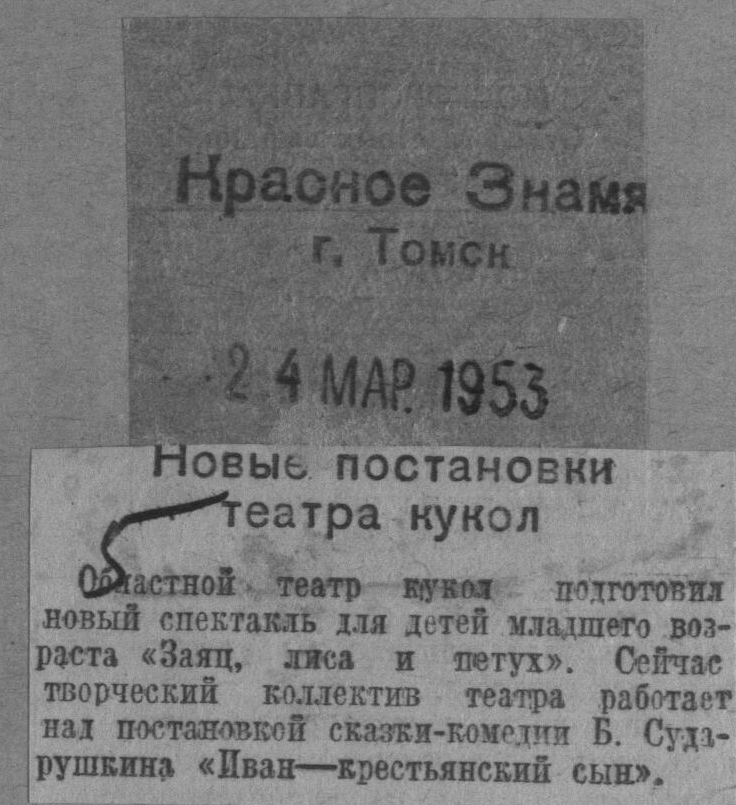 Красное Знамя
г. Томск
24 МАР. 1953
Новые постановки
театра кукол
Областной театр кукол подготовил
новый спектакль для детей младшего воз-
раста «Заяц, лиса и петух». Сейчас
творческий коллектив театра работает
над постановкой сказки-комедии Б. Суда-
рушкина «Иван—крестьянский сын».